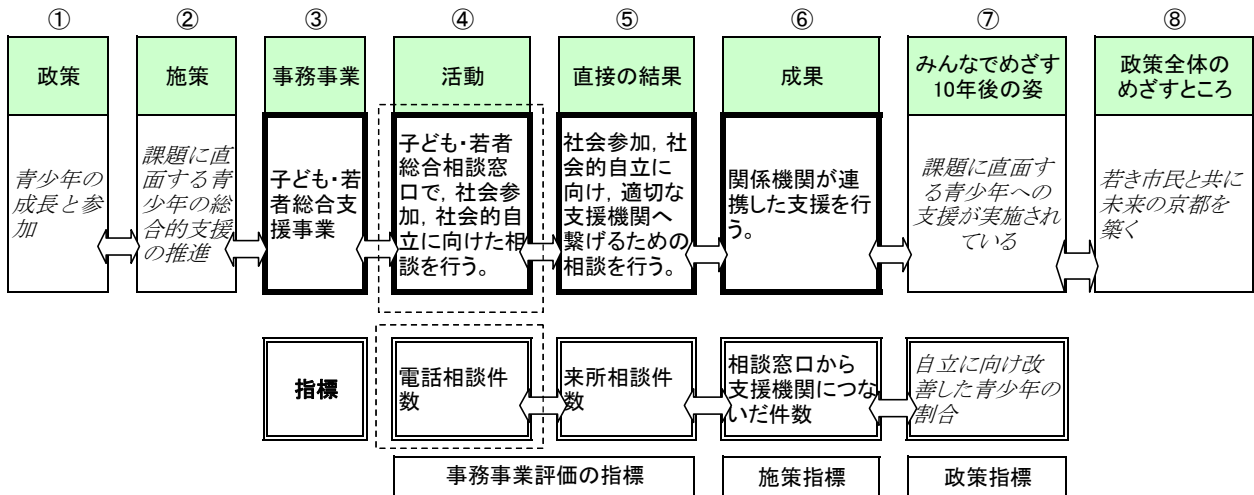 ① ② ③ ④ ⑤ ⑥ ⑦ ⑧
政策
施策
事務事業
活動
直接の結果
成果
みんなでめざす
10年後の姿
政策全体の
めざすところ
青少年の
成長と参
加
課題に直
面する青
少年の総
合的支援
の推進
子ども・若
者総合支
援事業
子ども・若者
総合相談窓
口で，社会参
加，社会的自
立に向けた相
談を行う。
社会参加，社
会的自立に
向け，適切な
支援機関へ
繋げるための
相談を行う。
関係機関が連
携した支援を行
う。
課題に直面す
る青少年への
支援が実施され
ている
若き市民と共に
未来の京都を
築く
指標
電話相談件
数
来所相談件
数
相談窓口から
支援機関につな
いだ件数
自立に向け改
善した青少年の
割合
事務事業評価の指標
施策指標
政策指標